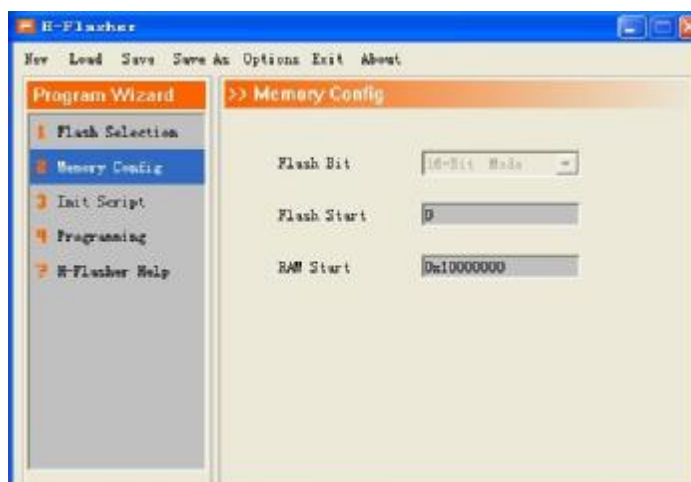 H-Flasher
New Load Save Save As Options Exit About
Program Wizard
1 Flash Selection
2 Memory Config
3 Init Script
4 Programming
? H-Flasher Help
>> Memory Config
Flash Bit 16-Bit Mode
Flash Start 0
RAM Start 0x10000000